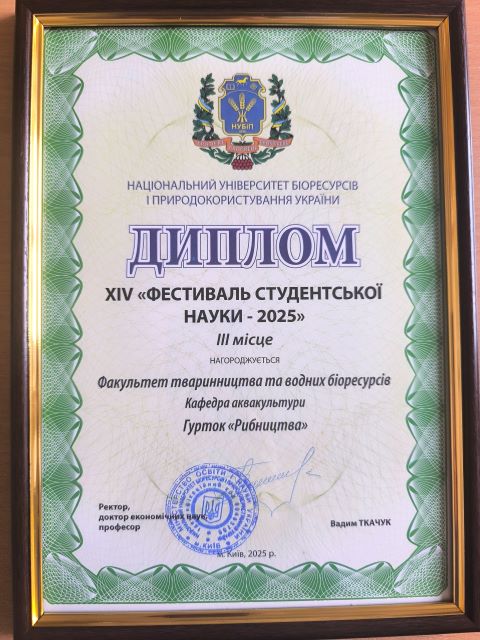 НУБІП
НАЦІОНАЛЬНИЙ УНІВЕРСИТЕТ БІОРЕСУРСІВ
І ПРИРОДОКОРИСТУВАННЯ УКРАЇНИ
ДИПЛОМ
XIV «ФЕСТИВАЛЬ СТУДЕНТСЬКОЇ
НАУКИ - 2025»
III місце
НАГОРОДЖУЄТЬСЯ
Факультет тваринництва та водних біоресурсів
Кафедра аквакультури
Гурток «Рибництва»
Ректор,
доктор економічних наук,
професор
Вадим ТКАЧУК
м. Київ, 2025 р.